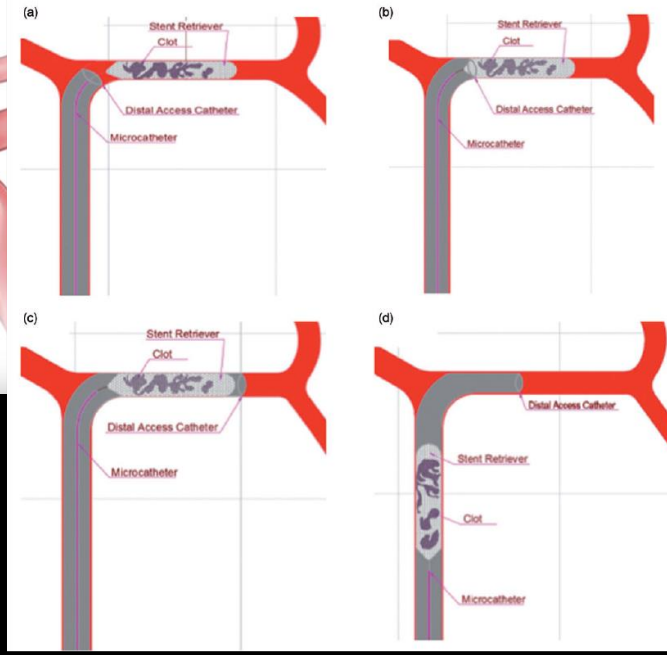 (a)
Stent Retriever
Clot
Distal Access Catheter
Microcatheter
(b)
Stent Retriever
Clot
Distal Access Catheter
Microcatheter
(c)
Stent Retriever
Clot
Distal Access Catheter
Microcatheter
(d)
Distal Access Catheter
Stent Retriever
Clot
Microcatheter